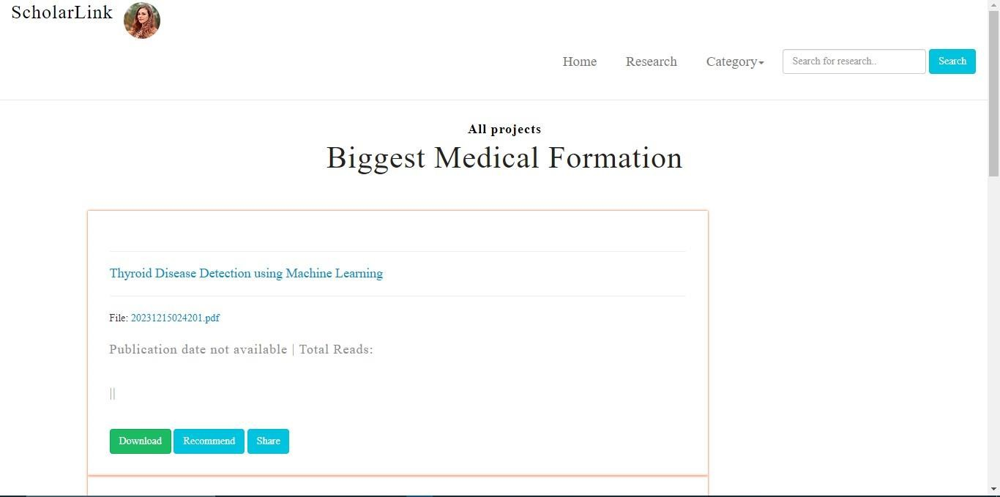 ScholarLink
Home Research Category Search for research.. Search
All projects
Biggest Medical Formation
Thyroid Disease Detection using Machine Learning
File: 20231215024201.pdf
Publication date not available | Total Reads:
||
Download Recommend Share